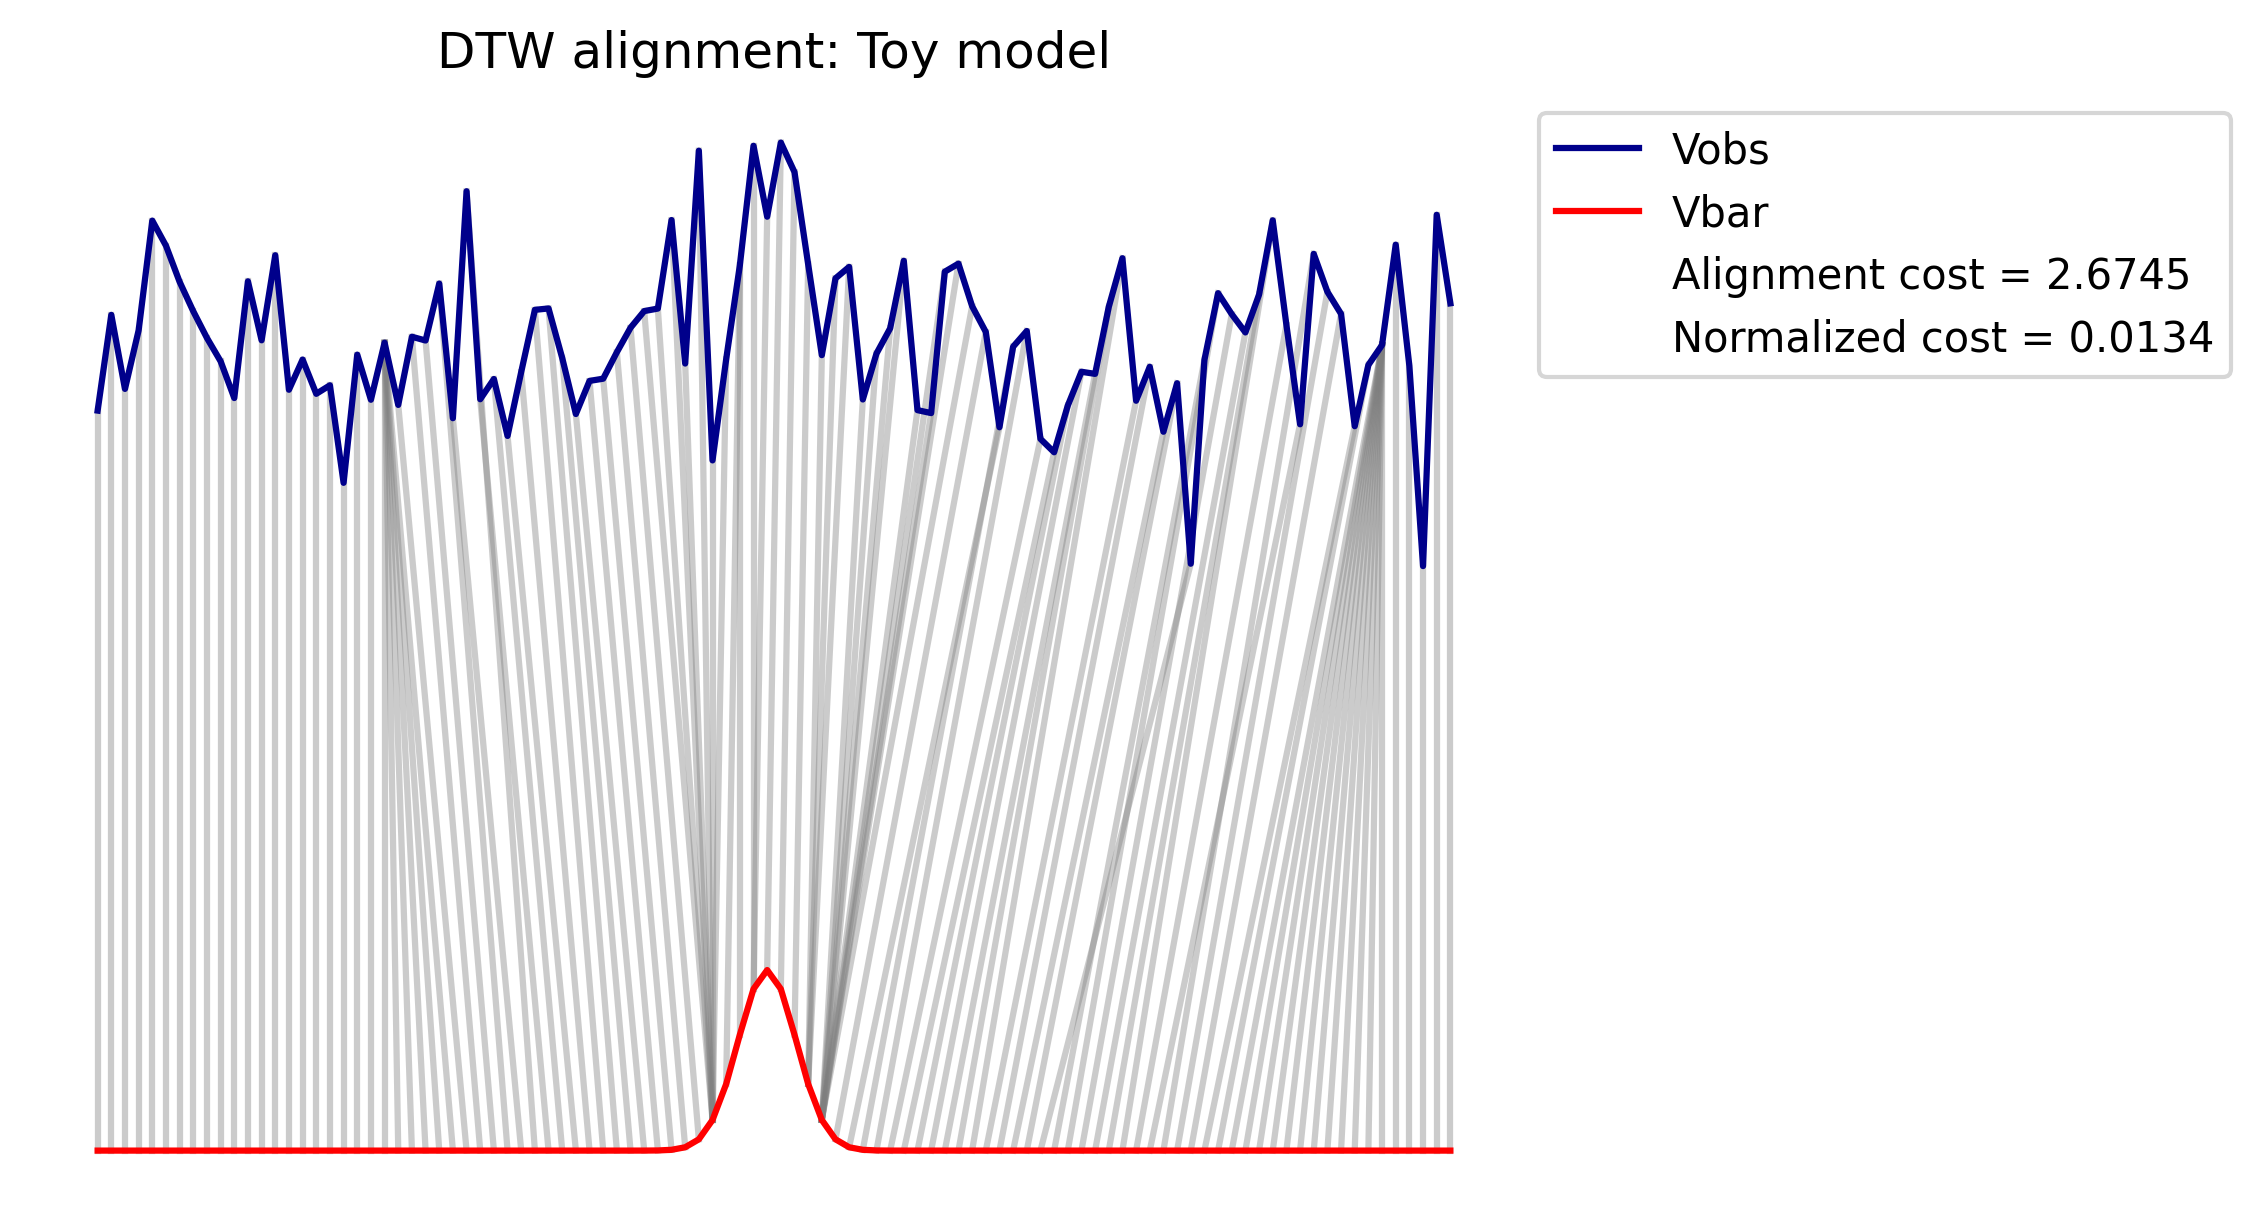 DTW alignment: Toy model
Vobs
Vbar
Alignment cost = 2.6745
Normalized cost = 0.0134